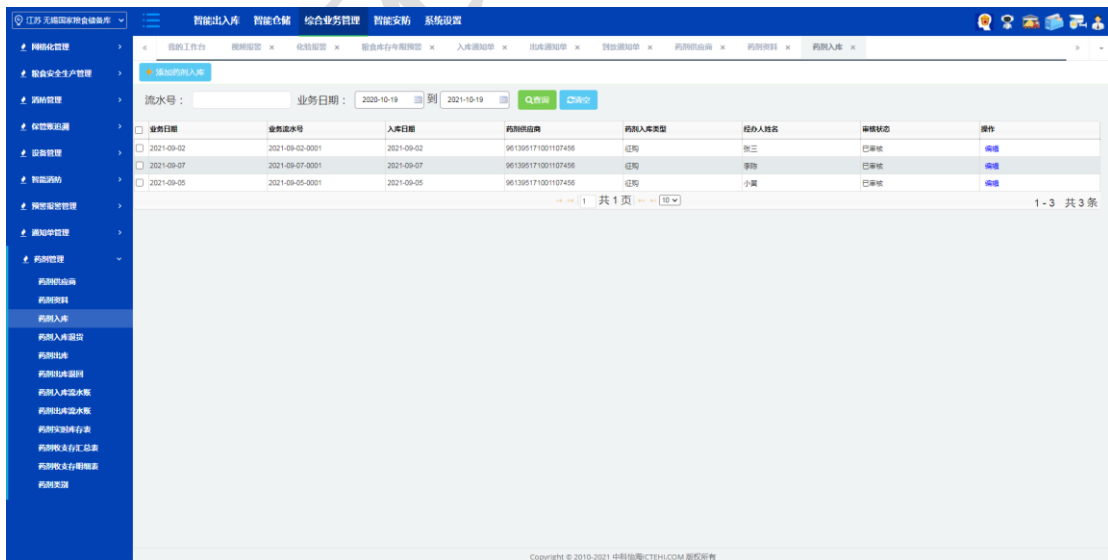 江苏 无锡国家粮食储备库
智能出入库 智能仓储 综合业务管理 智能安防 系统设置
网格化管理
粮食安全生产管理
消防管理
保管账追溯
设备管理
智能消防
预警报警管理
通知单管理
药剂管理
药剂供应商
药剂资料
药剂入库
药剂入库退货
药剂出库
药剂出库退回
药剂入库流水账
药剂出库流水账
药剂实时库存表
药剂收支存汇总表
药剂收支存明细表
药剂类别
« 我的工作台 视频报警 × 化验报警 × 粮食库存年限预警 × 入库通知单 × 出库通知单 × 到货通知单 × 药剂供应商 × 药剂资料 × 药剂入库 × »
添加药剂入库
流水号： 业务日期： 2020-10-19 到 2021-10-19 查询 清空
业务日期 业务流水号 入库日期 药剂供应商 药剂入库类型 经办人姓名 审核状态 操作
2021-09-02 2021-09-02-0001 2021-09-02 961395171001107456 征购 张三 已审核 编辑
2021-09-07 2021-09-07-0001 2021-09-07 961395171001107456 征购 李陈 已审核 编辑
2021-09-05 2021-09-05-0001 2021-09-05 961395171001107456 征购 小黄 已审核 编辑
1 共1页 10
1 - 3 共3条
Copyright © 2010-2021 中科怡海ICTEHI.COM 版权所有